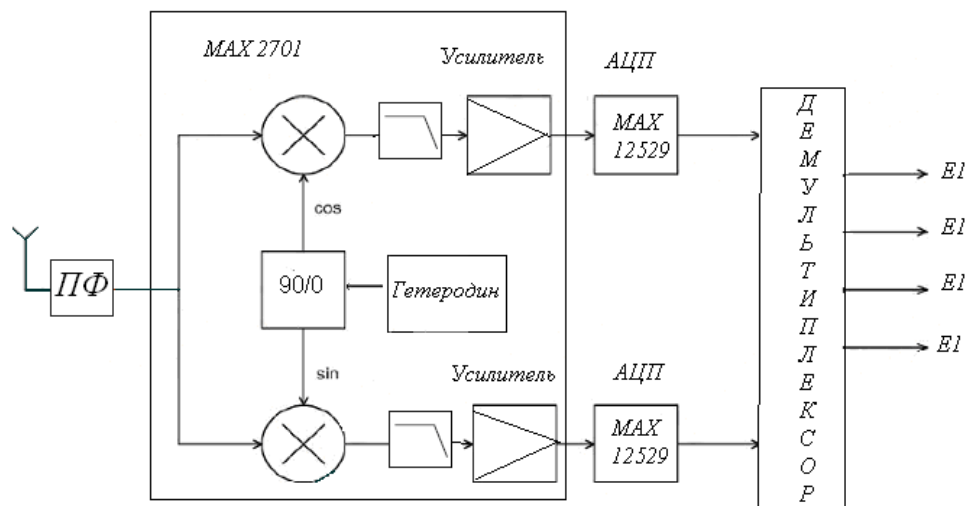 MAX 2701
Усилитель
АЦП
MAX
12529
cos
ПФ
90/0
Гетеродин
sin
Усилитель
АЦП
MAX
12529
ДЕМУЛЬТИПЛЕКСОР
E1
E1
E1
E1